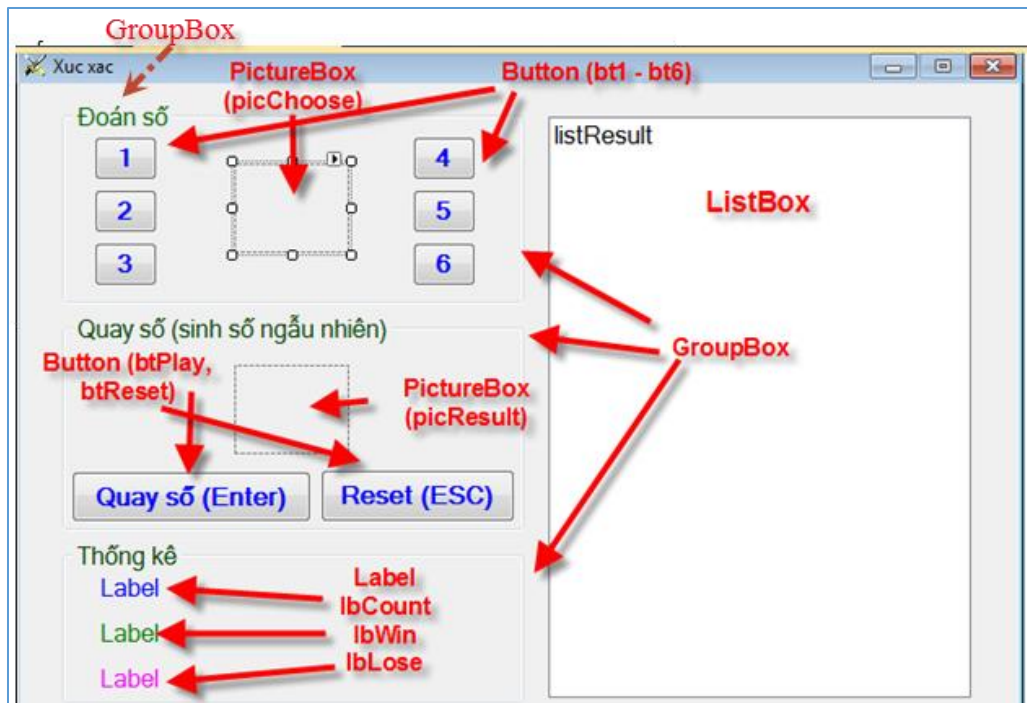 GroupBox
Xuc xac
PictureBox
(picChoose)
Button (bt1 - bt6)
Đoán số
1
4
2
5
3
6
listResult
ListBox
Quay số (sinh số ngẫu nhiên)
GroupBox
Button (btPlay,
btReset)
PictureBox
(picResult)
Quay số (Enter)
Reset (ESC)
Thống kê
Label
Label
Label
Label
lbCount
lbWin
lbLose